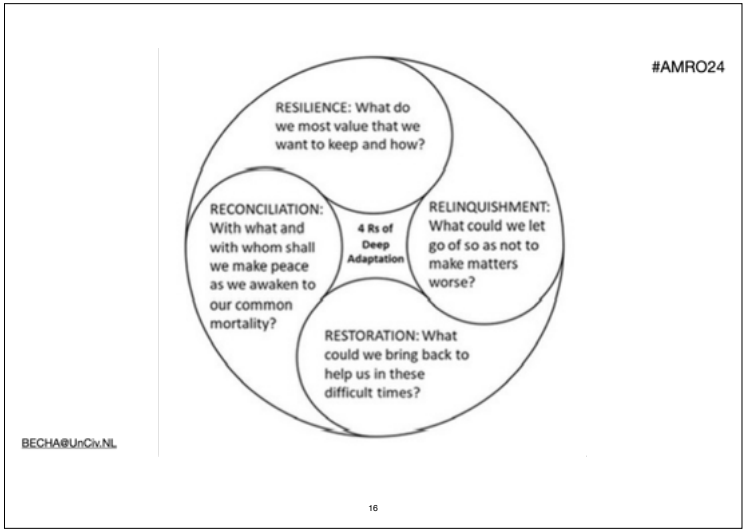 #AMRO24
RESILIENCE: What do
we most value that we
want to keep and how?
RECONCILIATION:
With what and
with whom shall
we make peace
as we awaken to
our common
mortality?
4 Rs of
Deep
Adaptation
RELINQUISHMENT:
What could we let
go of so as not to
make matters
worse?
RESTORATION: What
could we bring back to
help us in these
difficult times?
BECHA@UnCiv.NL
16